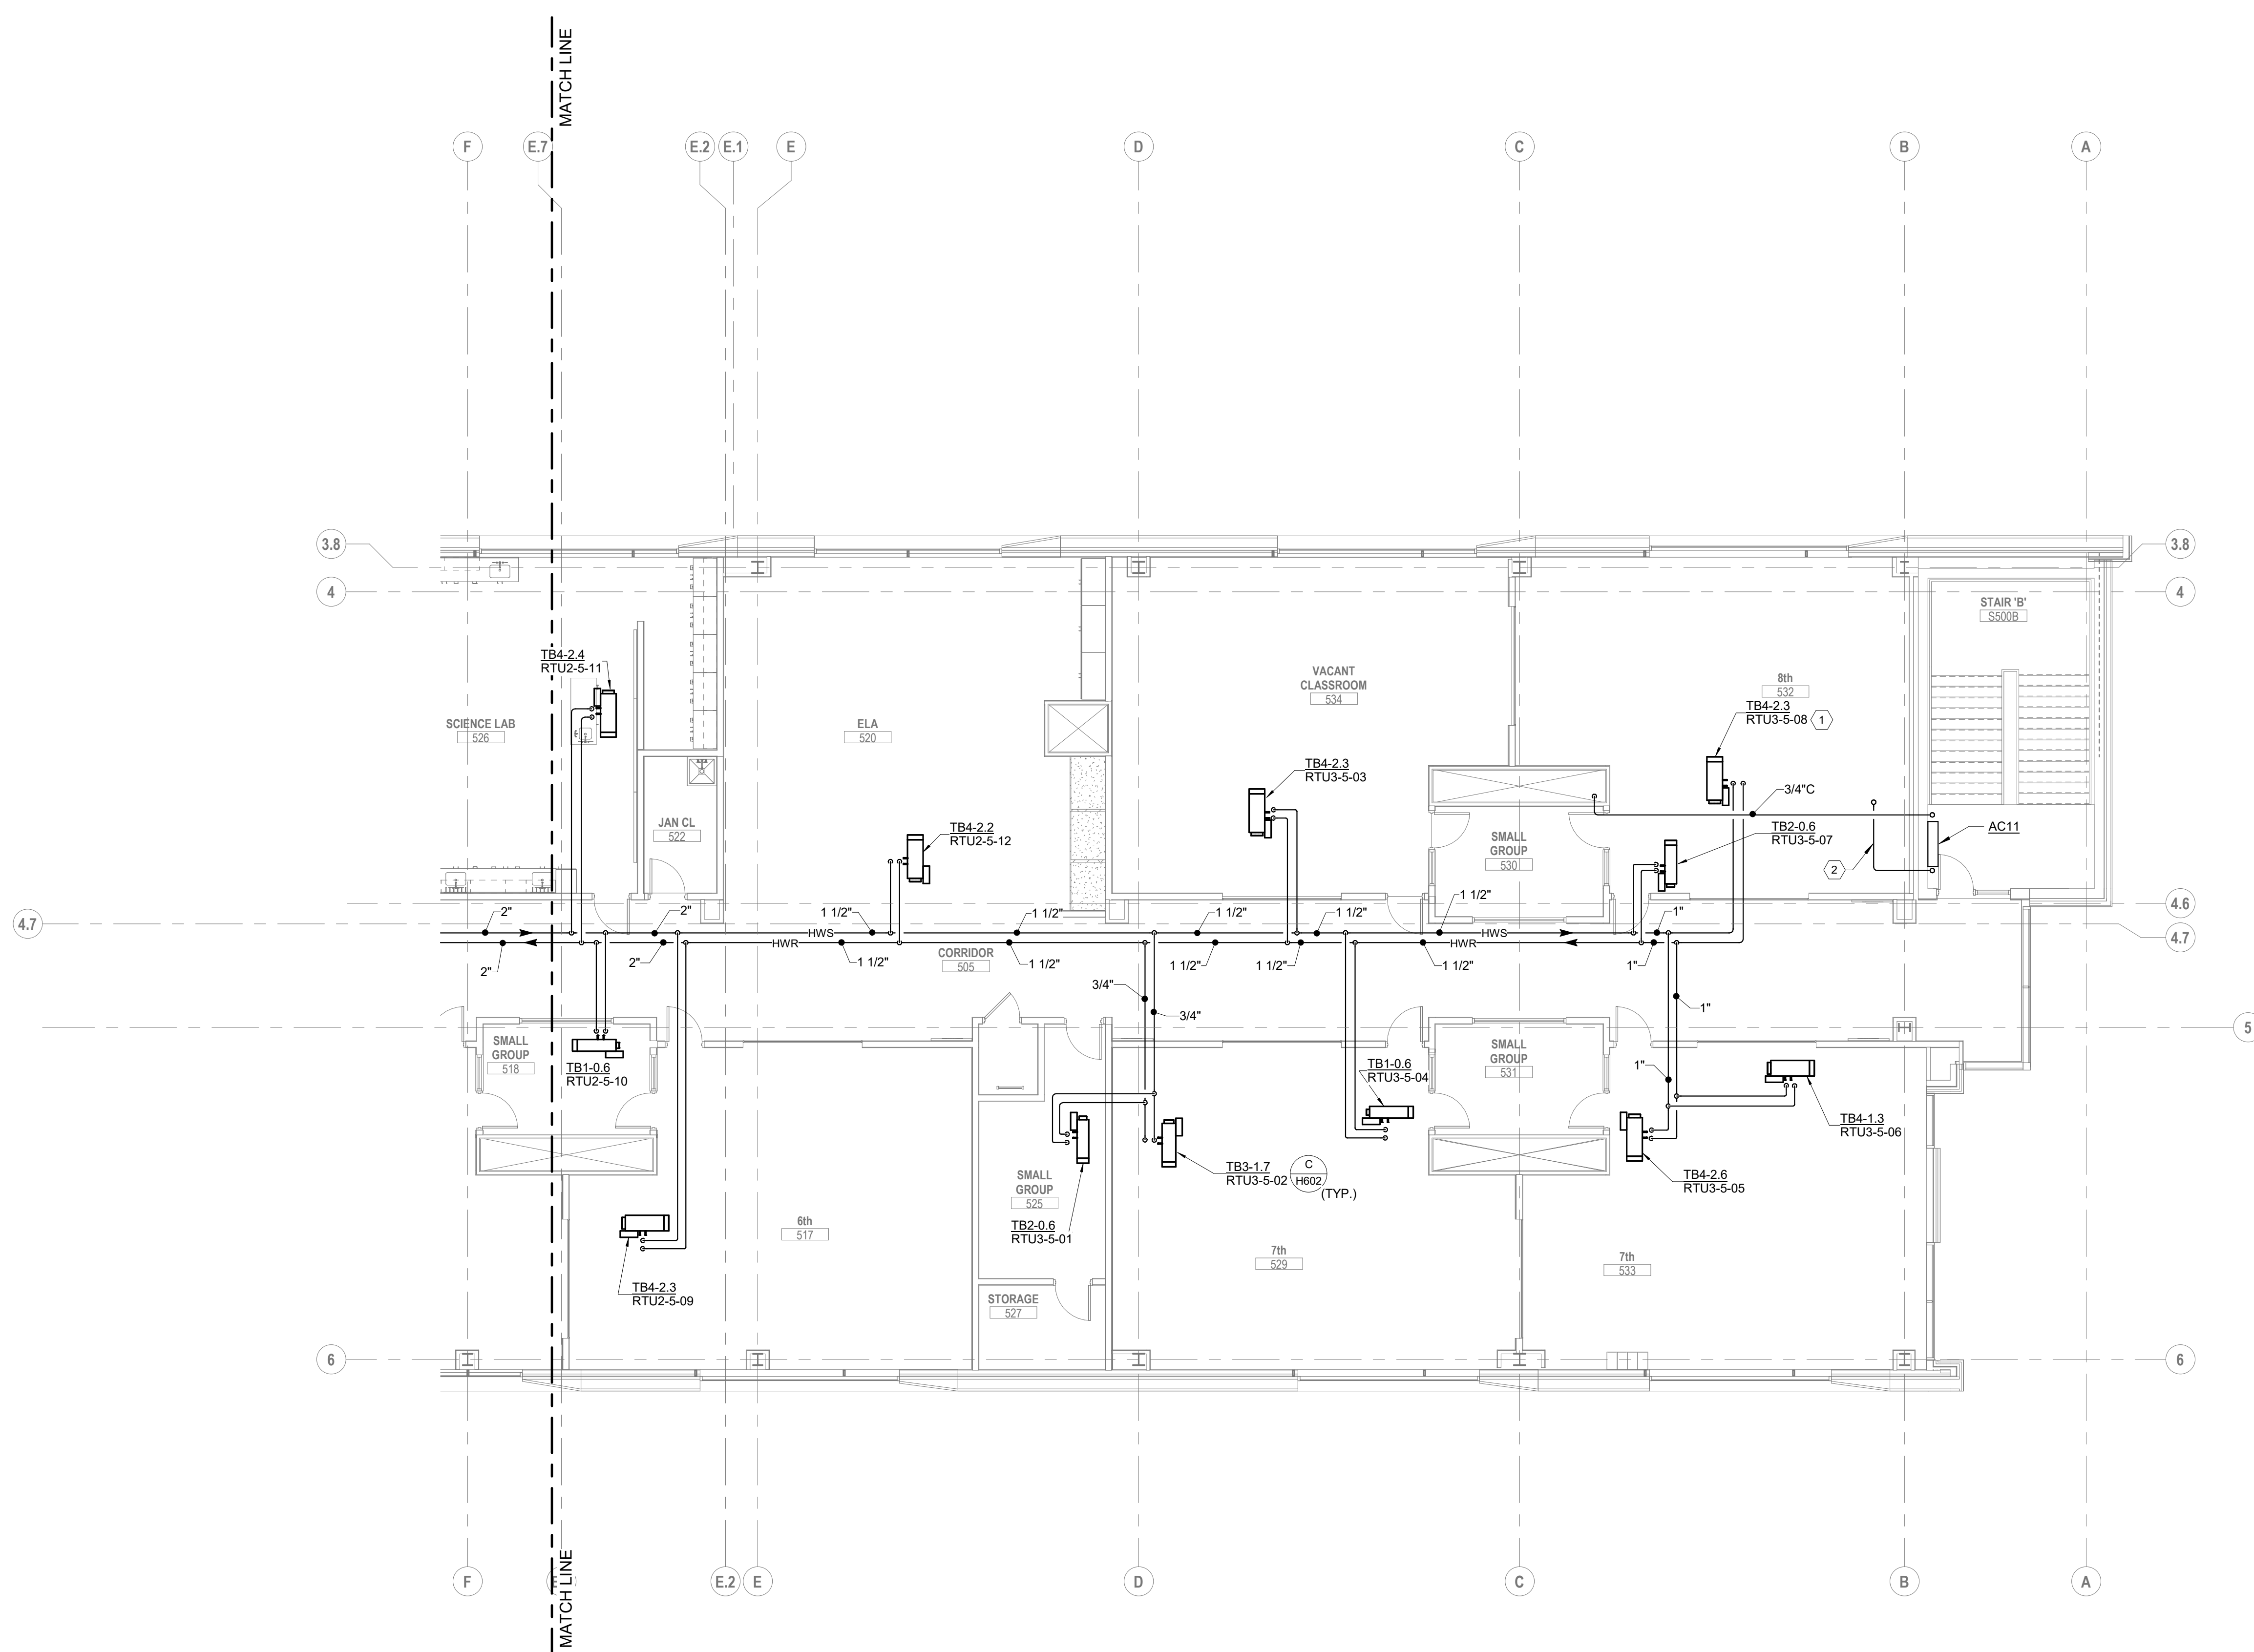 MATCH LINE
F
E.7
E.2
E.1
E
D
C
B
A
3.8
3.8
4
4
STAIR 'B'
S500B
TB4-2.4
RTU2-5-11
VACANT
CLASSROOM
534
8th
532
TB4-2.3
RTU3-5-08
1
SCIENCE LAB
526
ELA
520
TB4-2.3
RTU3-5-03
3/4"C
JAN CL
522
TB4-2.2
RTU2-5-12
SMALL
GROUP
530
TB2-0.6
RTU3-5-07
AC11
2
4.6
4.7
4.7
2"
2"
1 1/2"
1 1/2"
1 1/2"
1 1/2"
1 1/2"
1"
HWS
HWS
HWR
HWR
2"
2"
1 1/2"
1 1/2"
1 1/2"
1 1/2"
1 1/2"
1"
CORRIDOR
505
3/4"
3/4"
1"
5
SMALL
GROUP
518
TB1-0.6
RTU2-5-10
TB1-0.6
RTU3-5-04
SMALL
GROUP
531
1"
TB4-1.3
RTU3-5-06
SMALL
GROUP
525
TB3-1.7
RTU3-5-02
C
H602
(TYP.)
TB4-2.6
RTU3-5-05
6th
517
TB2-0.6
RTU3-5-01
7th
529
7th
533
TB4-2.3
RTU2-5-09
STORAGE
527
6
6
F
E.2
E
D
C
B
A
MATCH LINE